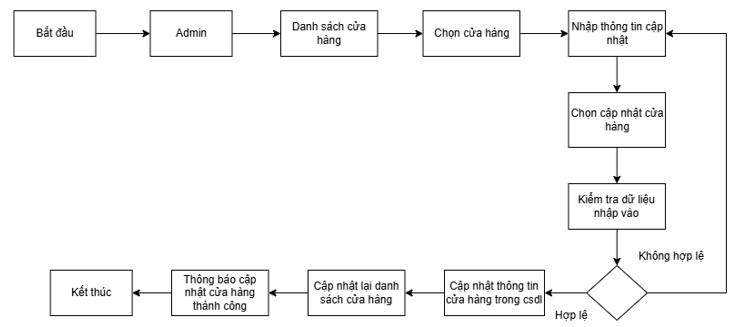 Bắt đầu
Admin
Danh sách cửa
hàng
Chọn cửa hàng
Nhập thông tin cập
nhật
Chọn cập nhật cửa
hàng
Kiểm tra dữ liệu
nhập vào
Không hợp lệ
Hợp lệ
Cập nhật thông tin
cửa hàng trong csdl
Cập nhật lại danh
sách cửa hàng
Thông báo cập
nhật cửa hàng
thành công
Kết thúc